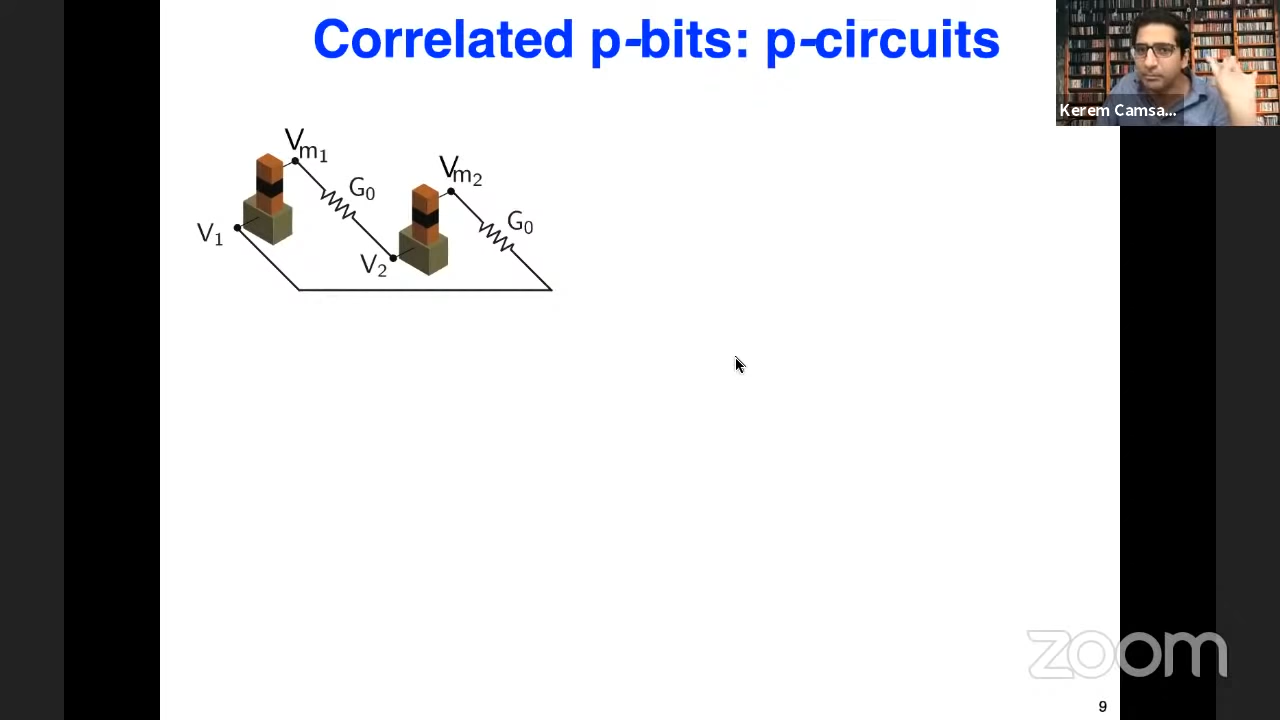 Correlated p-bits: p-circuits
Kerem Camsa...
Vm1
G0
Vm2
G0
V1
V2
zoom
9